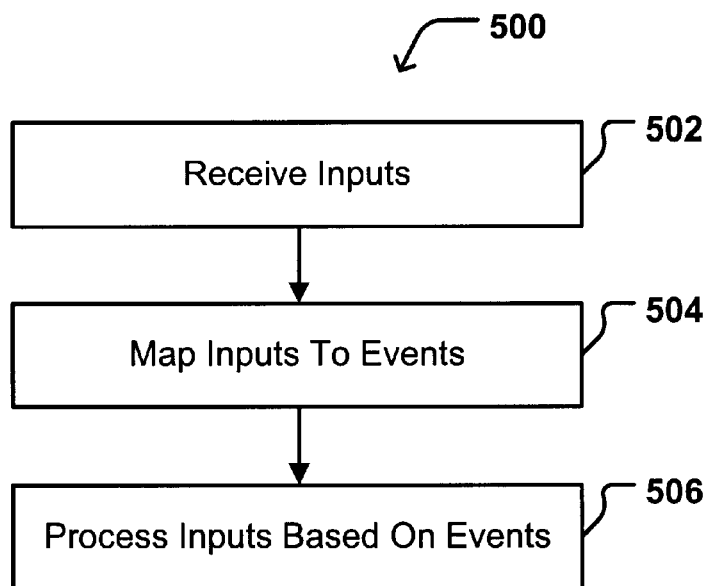 500
502
Receive Inputs
504
Map Inputs To Events
506
Process Inputs Based On Events